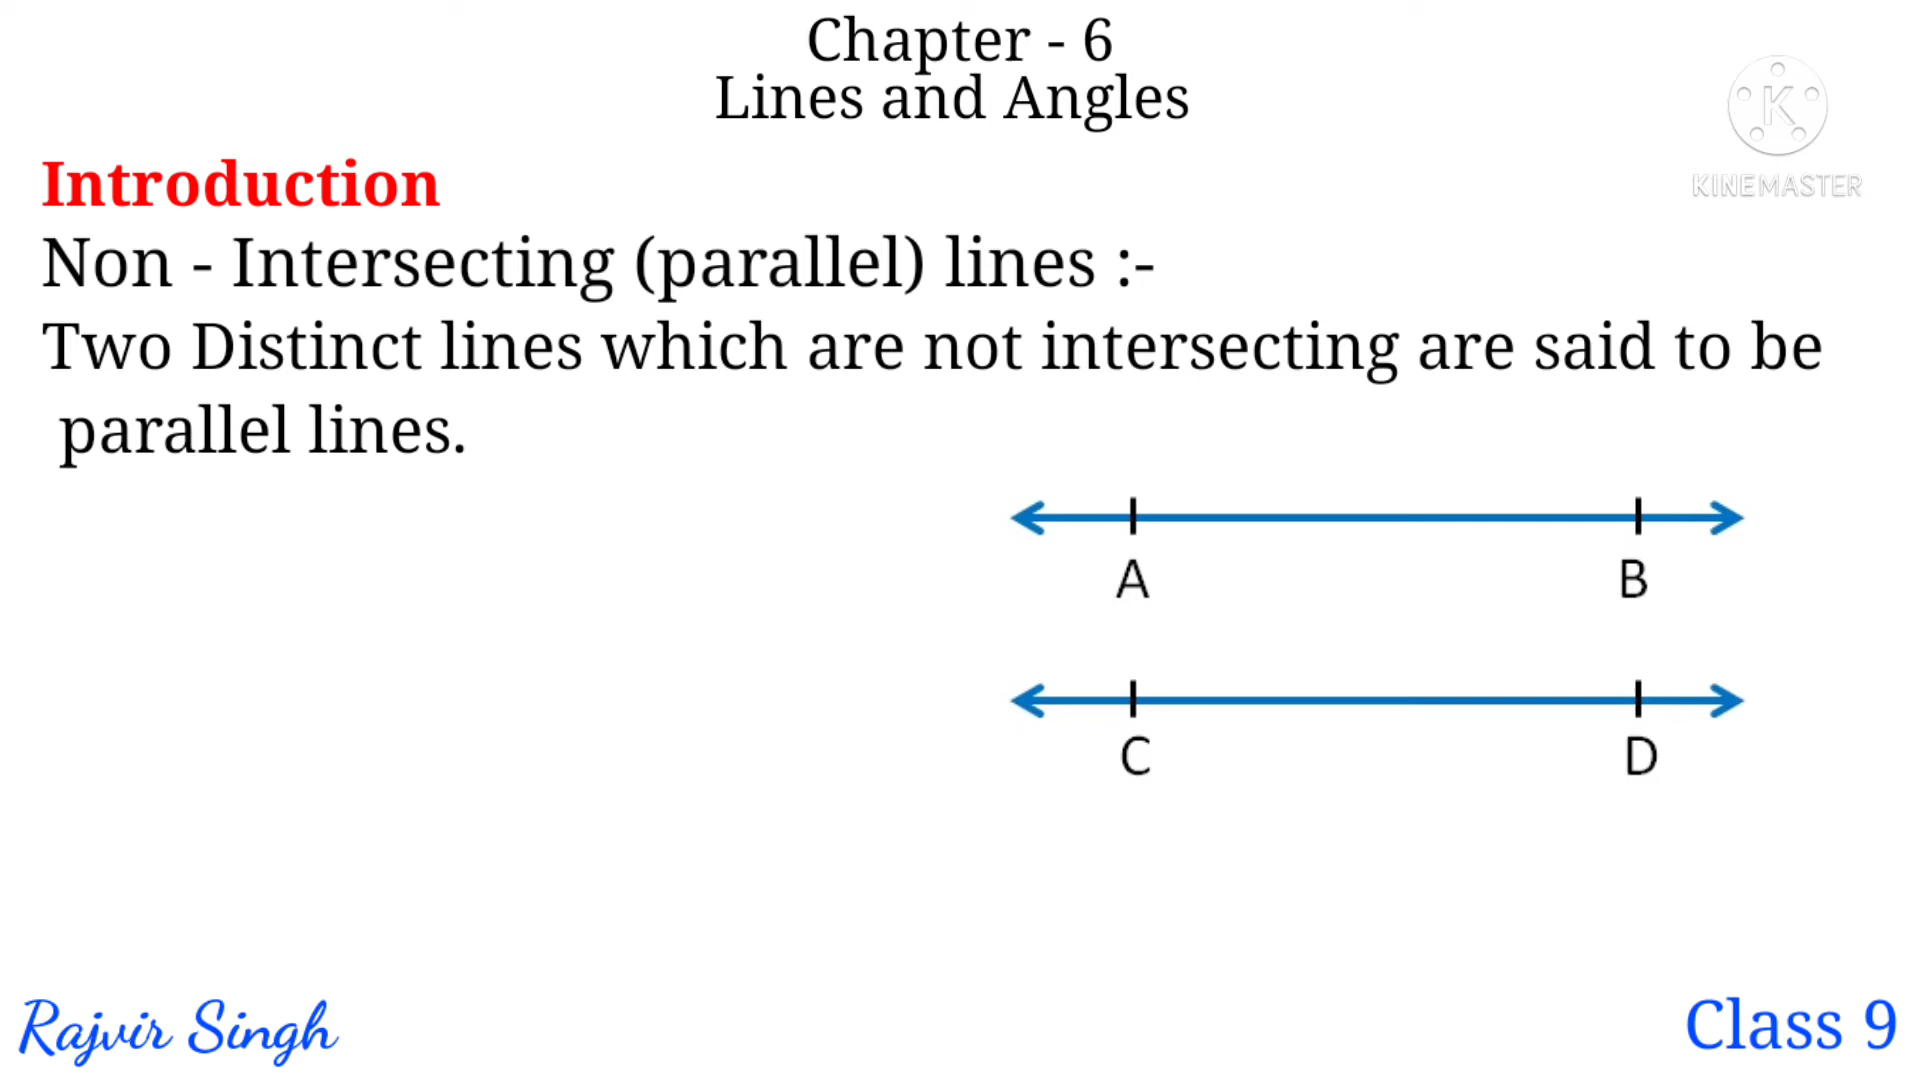 Chapter - 6
Lines and Angles
K
KINEMASTER
Introduction
Non - Intersecting (parallel) lines :-
Two Distinct lines which are not intersecting are said to be
parallel lines.
A B
C D
Rajvir Singh
Class 9